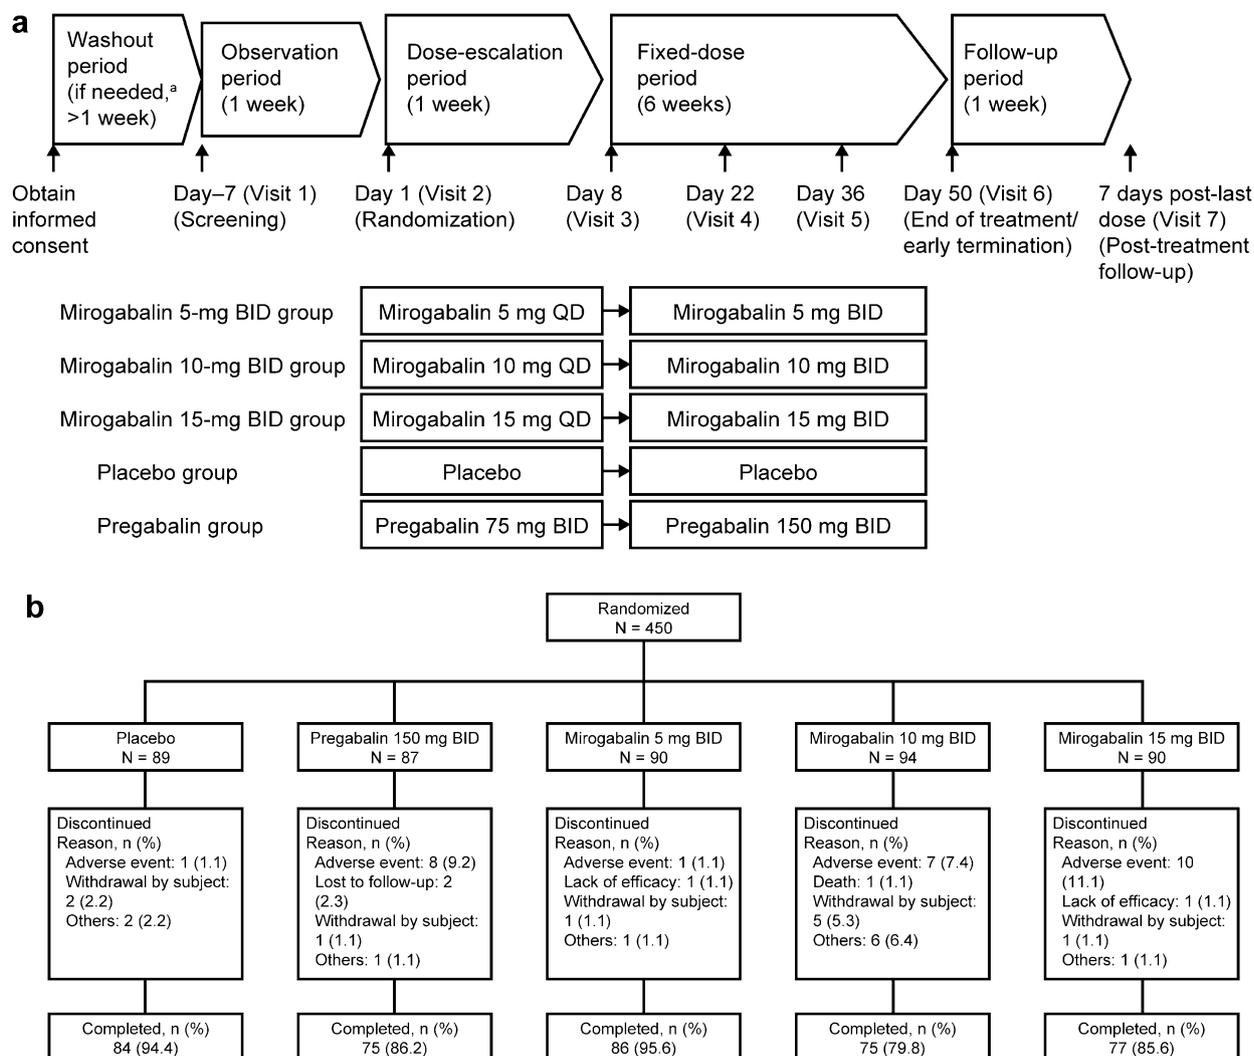 a
Washout
period
(if needed,ᵃ
>1 week)
Observation
period
(1 week)
Dose-escalation
period
(1 week)
Fixed-dose
period
(6 weeks)
Follow-up
period
(1 week)
Obtain
informed
consent
Day–7 (Visit 1)
(Screening)
Day 1 (Visit 2)
(Randomization)
Day 8
(Visit 3)
Day 22
(Visit 4)
Day 36
(Visit 5)
Day 50 (Visit 6)
(End of treatment/
early termination)
7 days post-last
dose (Visit 7)
(Post-treatment
follow-up)
Mirogabalin 5-mg BID group
Mirogabalin 5 mg QD
Mirogabalin 5 mg BID
Mirogabalin 10-mg BID group
Mirogabalin 10 mg QD
Mirogabalin 10 mg BID
Mirogabalin 15-mg BID group
Mirogabalin 15 mg QD
Mirogabalin 15 mg BID
Placebo group
Placebo
Placebo
Pregabalin group
Pregabalin 75 mg BID
Pregabalin 150 mg BID
b
Randomized
N = 450
Placebo
N = 89
Pregabalin 150 mg BID
N = 87
Mirogabalin 5 mg BID
N = 90
Mirogabalin 10 mg BID
N = 94
Mirogabalin 15 mg BID
N = 90
Discontinued
Reason, n (%)
Adverse event: 1 (1.1)
Withdrawal by subject:
2 (2.2)
Others: 2 (2.2)
Discontinued
Reason, n (%)
Adverse event: 8 (9.2)
Lost to follow-up: 2
(2.3)
Withdrawal by subject:
1 (1.1)
Others: 1 (1.1)
Discontinued
Reason, n (%)
Adverse event: 1 (1.1)
Lack of efficacy: 1 (1.1)
Withdrawal by subject:
1 (1.1)
Others: 1 (1.1)
Discontinued
Reason, n (%)
Adverse event: 7 (7.4)
Death: 1 (1.1)
Withdrawal by subject:
5 (5.3)
Others: 6 (6.4)
Discontinued
Reason, n (%)
Adverse event: 10
(11.1)
Lack of efficacy: 1 (1.1)
Withdrawal by subject:
1 (1.1)
Others: 1 (1.1)
Completed, n (%)
84 (94.4)
Completed, n (%)
75 (86.2)
Completed, n (%)
86 (95.6)
Completed, n (%)
75 (79.8)
Completed, n (%)
77 (85.6)